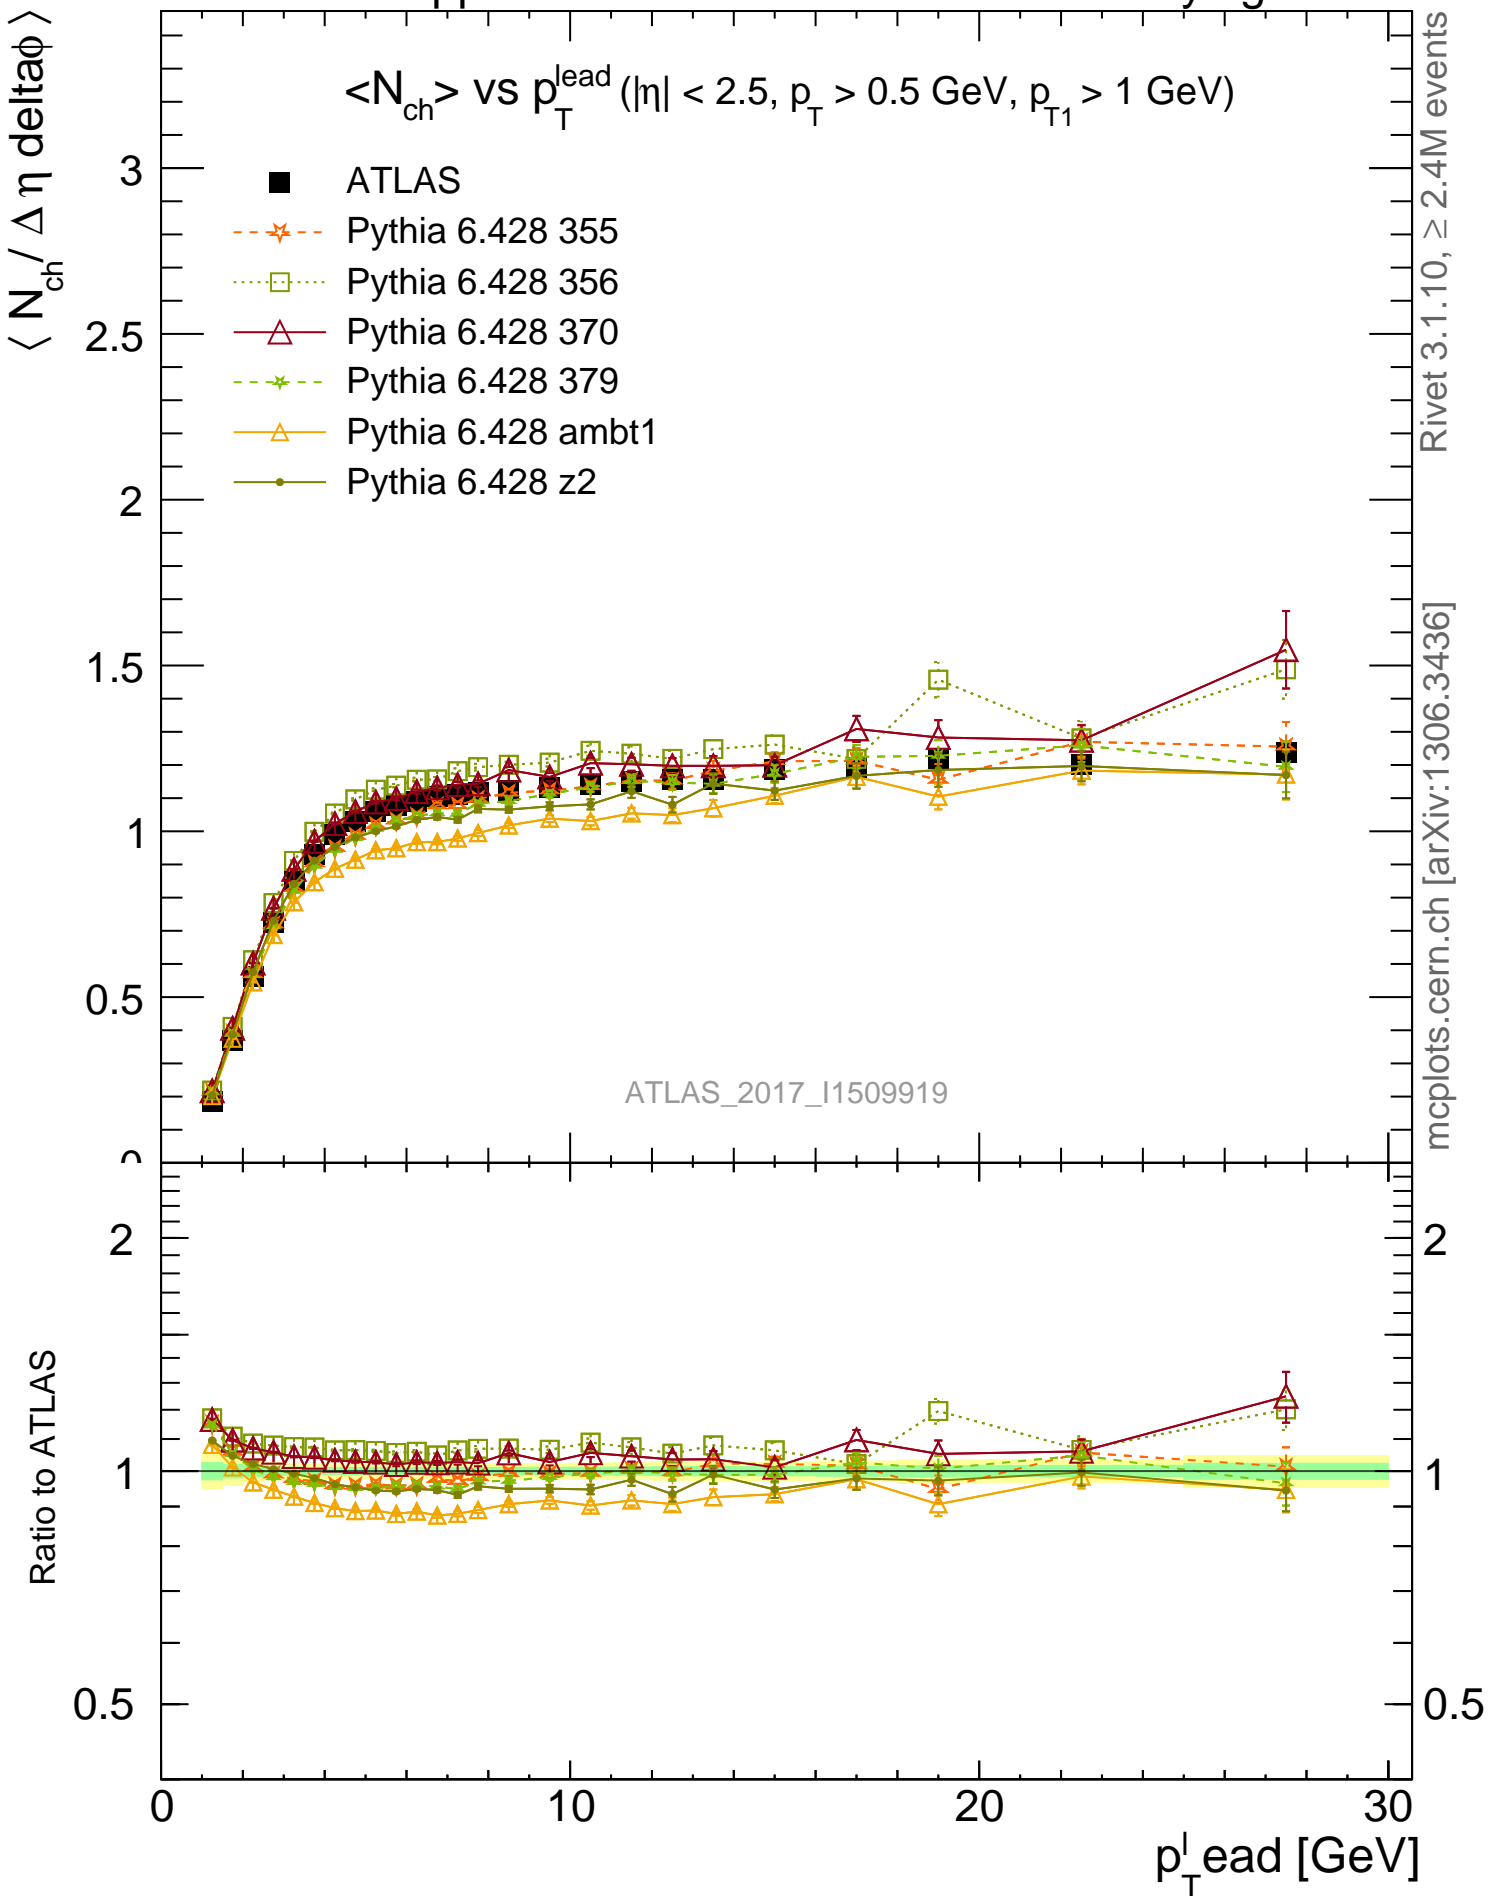 ⟨ N_ch / Δ η deltaϕ ⟩
<N_ch> vs p_T^lead (|η| < 2.5, p_T > 0.5 GeV, p_T1 > 1 GeV)
ATLAS
Pythia 6.428 355
Pythia 6.428 356
Pythia 6.428 370
Pythia 6.428 379
Pythia 6.428 ambt1
Pythia 6.428 z2
3
2.5
2
1.5
1
0.5
0
ATLAS_2017_I1509919
Rivet 3.1.10, ≥ 2.4M events
mcplots.cern.ch [arXiv:1306.3436]
Ratio to ATLAS
2
1
0.5
2
1
0.5
0
10
20
30
p_T^l ead [GeV]